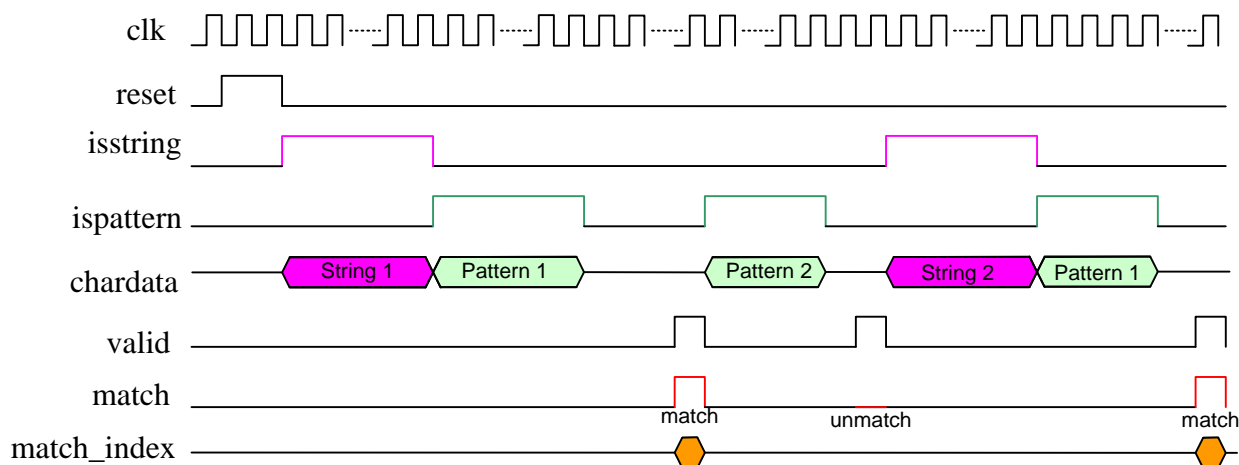 clk
reset
isstring
ispattern
chardata String 1 Pattern 1 Pattern 2 String 2 Pattern 1
valid
match
match unmatch match
match_index